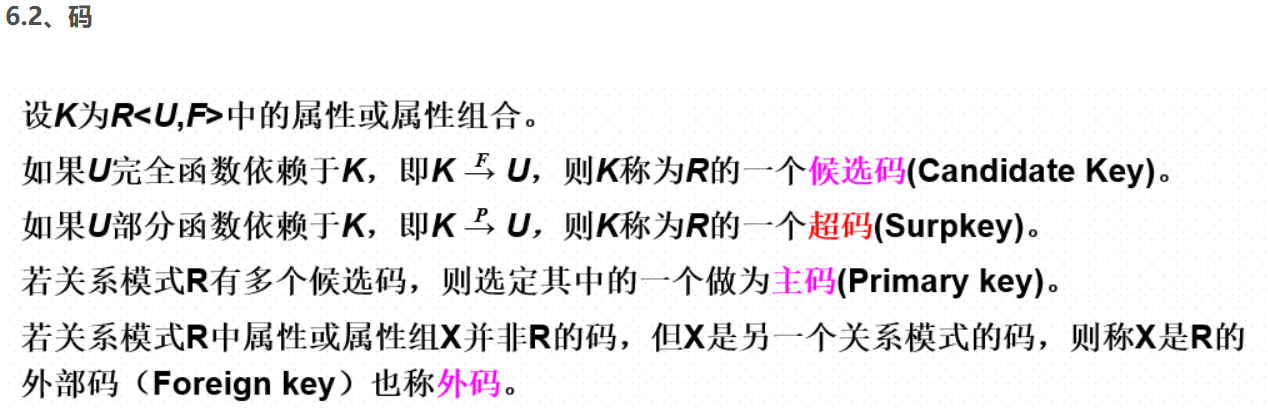 6.2、码
设K为R<U,F>中的属性或属性组合。
如果U完全函数依赖于K，即K F→ U，则K称为R的一个候选码(Candidate Key)。
如果U部分函数依赖于K，即K P→ U，则K称为R的一个超码(Surpkey)。
若关系模式R有多个候选码，则选定其中的一个做为主码(Primary key)。
若关系模式R中属性或属性组X并非R的码，但X是另一个关系模式的码，则称X是R的
外部码（Foreign key）也称外码。